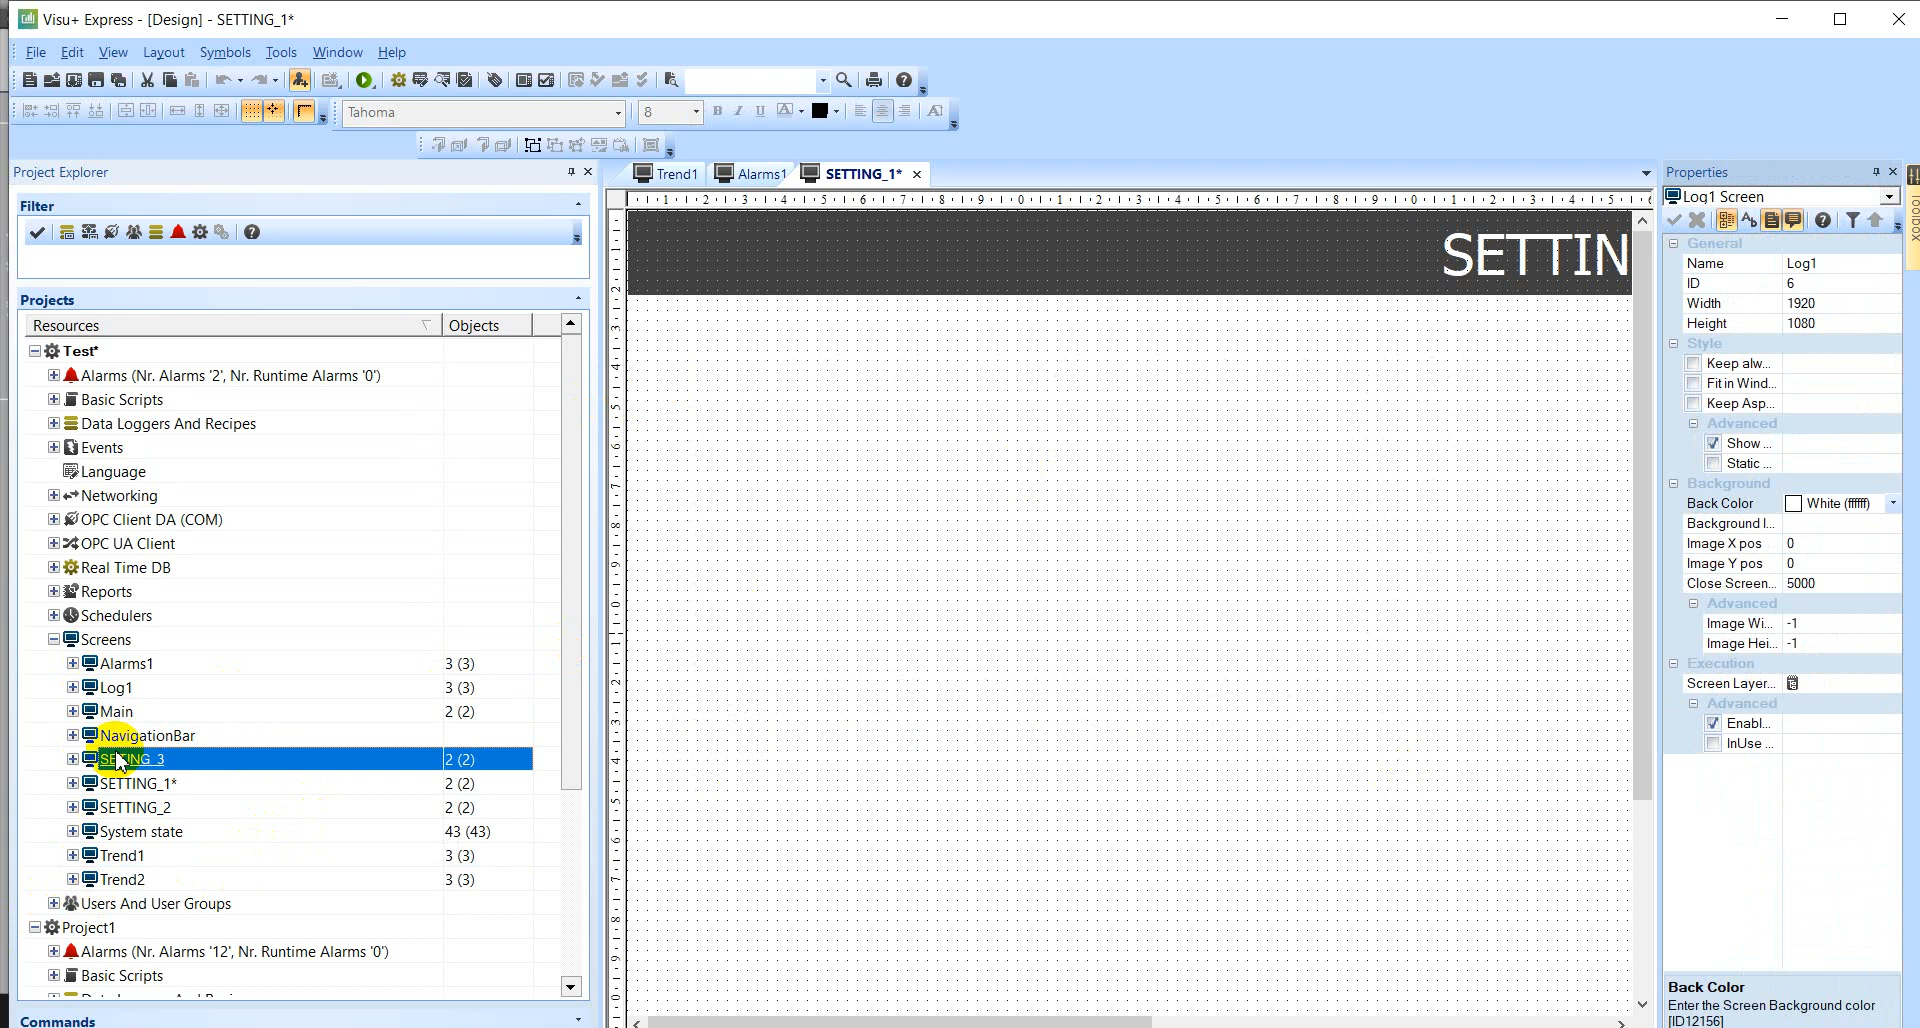 Visu+ Express - [Design] - SETTING_1*
File Edit View Layout Symbols Tools Window Help
Tahoma 8
Project Explorer
Filter
Projects
Resources Objects
Test*
Alarms (Nr. Alarms '2', Nr. Runtime Alarms '0')
Basic Scripts
Data Loggers And Recipes
Events
Language
Networking
OPC Client DA (COM)
OPC UA Client
Real Time DB
Reports
Schedulers
Screens
Alarms1 3 (3)
Log1 3 (3)
Main 2 (2)
NavigationBar
2 (2)
SETTING_1* 2 (2)
SETTING_2 2 (2)
System state 43 (43)
Trend1 3 (3)
Trend2 3 (3)
Users And User Groups
Project1
Alarms (Nr. Alarms '12', Nr. Runtime Alarms '0')
Basic Scripts
Commands
Trend1 Alarms1 SETTING_1*
SETTIN
Properties
Log1 Screen
General
Name Log1
ID 6
Width 1920
Height 1080
Style
Keep alw...
Fit in Wind...
Keep Asp...
Advanced
Show ...
Static ...
Background
Back Color White (ffffff)
Background I...
Image X pos 0
Image Y pos 0
Close Screen... 5000
Advanced
Image Wi... -1
Image Hei... -1
Execution
Screen Layer...
Advanced
Enabl...
InUse ...
Back Color
Enter the Screen Background color
[ID12156]
Toolbox